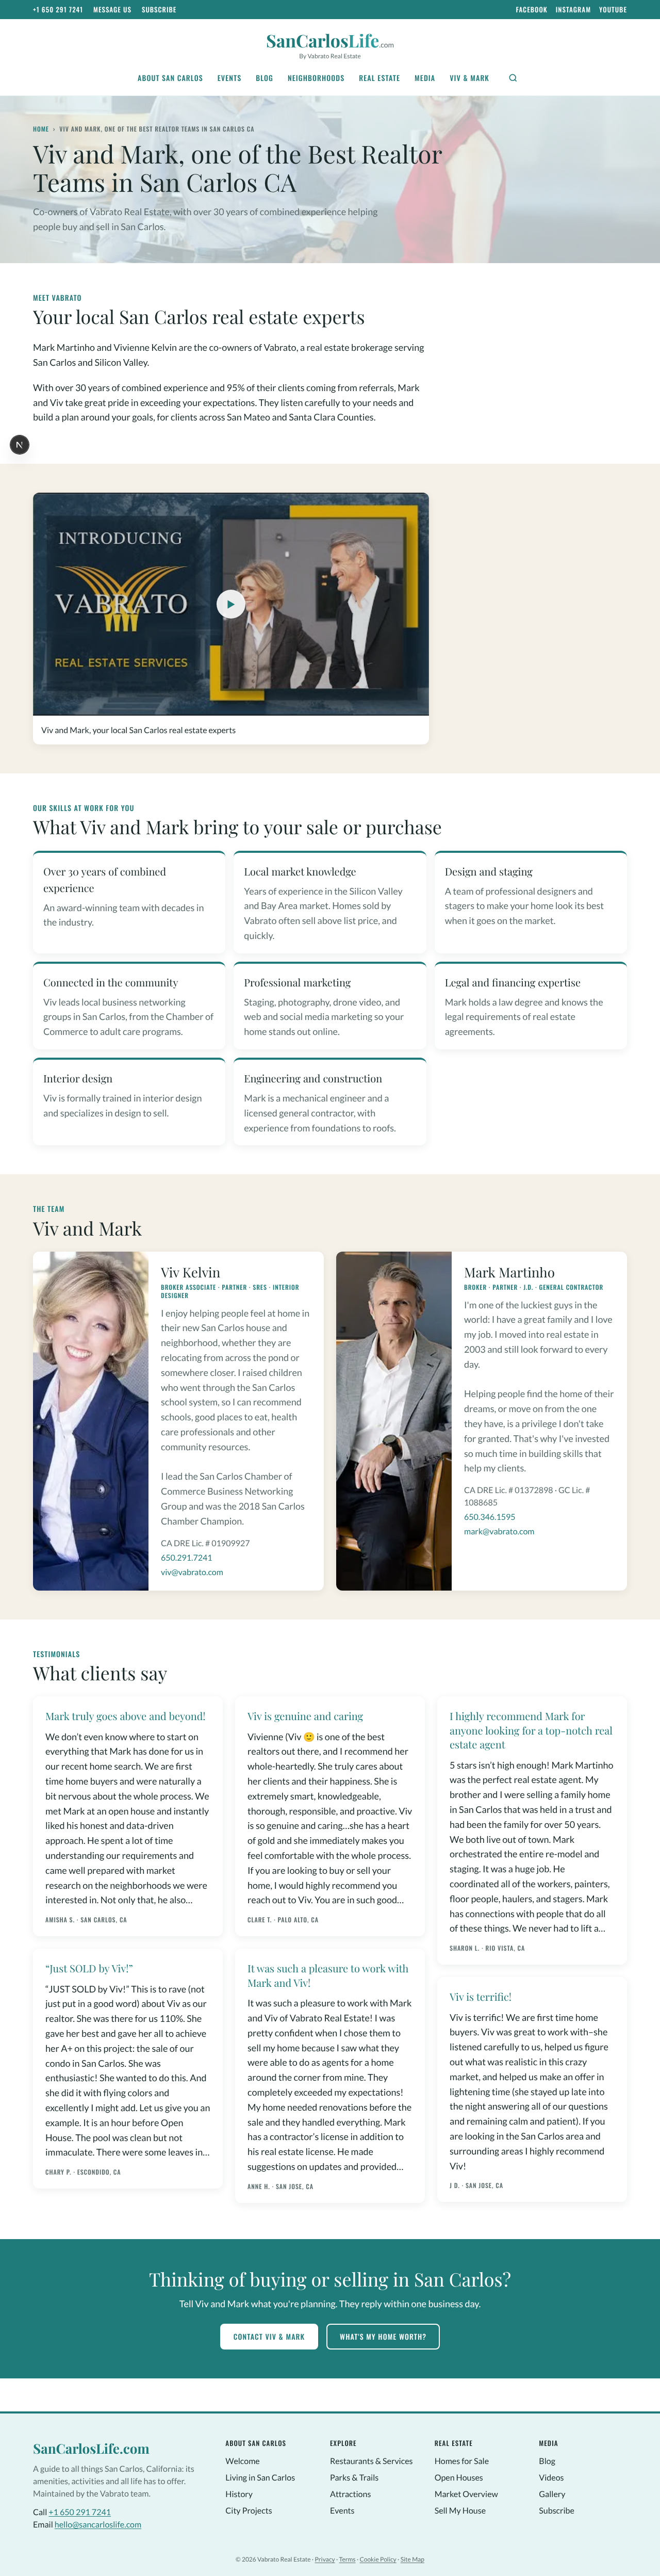 +1 650 291 7241 MESSAGE US SUBSCRIBE FACEBOOK INSTAGRAM YOUTUBE
SanCarlosLife.com
By Vabrato Real Estate
ABOUT SAN CARLOS EVENTS BLOG NEIGHBORHOODS REAL ESTATE MEDIA VIV & MARK
HOME › VIV AND MARK, ONE OF THE BEST REALTOR TEAMS IN SAN CARLOS CA
Viv and Mark, one of the Best Realtor
Teams in San Carlos CA
Co-owners of Vabrato Real Estate, with over 30 years of combined experience helping
people buy and sell in San Carlos.
MEET VABRATO
Your local San Carlos real estate experts
Mark Martinho and Vivienne Kelvin are the co-owners of Vabrato, a real estate brokerage serving
San Carlos and Silicon Valley.
With over 30 years of combined experience and 95% of their clients coming from referrals, Mark
and Viv take great pride in exceeding your expectations. They listen carefully to your needs and
build a plan around your goals, for clients across San Mateo and Santa Clara Counties.
N
INTRODUCING
VABRATO
REAL ESTATE SERVICES
Viv and Mark, your local San Carlos real estate experts
OUR SKILLS AT WORK FOR YOU
What Viv and Mark bring to your sale or purchase
Over 30 years of combined
experience
An award-winning team with decades in
the industry.
Local market knowledge
Years of experience in the Silicon Valley
and Bay Area market. Homes sold by
Vabrato often sell above list price, and
quickly.
Design and staging
A team of professional designers and
stagers to make your home look its best
when it goes on the market.
Connected in the community
Viv leads local business networking
groups in San Carlos, from the Chamber of
Commerce to adult care programs.
Professional marketing
Staging, photography, drone video, and
web and social media marketing so your
home stands out online.
Legal and financing expertise
Mark holds a law degree and knows the
legal requirements of real estate
agreements.
Interior design
Viv is formally trained in interior design
and specializes in design to sell.
Engineering and construction
Mark is a mechanical engineer and a
licensed general contractor, with
experience from foundations to roofs.
THE TEAM
Viv and Mark
Viv Kelvin
BROKER ASSOCIATE · PARTNER · SRES · INTERIOR
DESIGNER
I enjoy helping people feel at home in
their new San Carlos house and
neighborhood, whether they are
relocating from across the pond or
somewhere closer. I raised children
who went through the San Carlos
school system, so I can recommend
schools, good places to eat, health
care professionals and other
community resources.
I lead the San Carlos Chamber of
Commerce Business Networking
Group and was the 2018 San Carlos
Chamber Champion.
CA DRE Lic. # 01909927
650.291.7241
viv@vabrato.com
Mark Martinho
BROKER · PARTNER · J.D. · GENERAL CONTRACTOR
I'm one of the luckiest guys in the
world: I have a great family and I love
my job. I moved into real estate in
2003 and still look forward to every
day.
Helping people find the home of their
dreams, or move on from the one
they have, is a privilege I don't take
for granted. That's why I've invested
so much time in building skills that
help my clients.
CA DRE Lic. # 01372898 · GC Lic. #
1088685
650.346.1595
mark@vabrato.com
TESTIMONIALS
What clients say
Mark truly goes above and beyond!
We don't even know where to start on
everything that Mark has done for us in
our recent home search. We are first
time home buyers and were naturally a
bit nervous about the whole process. We
met Mark at an open house and instantly
liked his honest and data-driven
approach. He spent a lot of time
understanding our requirements and
came well prepared with market
research on the neighborhoods we were
interested in. Not only that, he also…
AMISHA S. · SAN CARLOS, CA
Viv is genuine and caring
Vivienne (Viv 🙂 is one of the best
realtors out there, and I recommend her
whole-heartedly. She truly cares about
her clients and their happiness. She is
extremely smart, knowledgeable,
thorough, responsible, and proactive. Viv
is so genuine and caring…she has a heart
of gold and she immediately makes you
feel comfortable with the whole process.
If you are looking to buy or sell your
home, I would highly recommend you
reach out to Viv. You are in such good…
CLARE T. · PALO ALTO, CA
I highly recommend Mark for
anyone looking for a top-notch real
estate agent
5 stars isn't high enough! Mark Martinho
was the perfect real estate agent. My
brother and I were selling a family home
in San Carlos that was held in a trust and
had been the family for over 50 years.
We both live out of town. Mark
orchestrated the entire re-model and
staging. It was a huge job. He
coordinated all of the workers, painters,
floor people, haulers, and stagers. Mark
has connections with people that do all
of these things. We never had to lift a…
SHARON L. · RIO VISTA, CA
“Just SOLD by Viv!”
“JUST SOLD by Viv!” This is to rave (not
just put in a good word) about Viv as our
realtor. She was there for us 110%. She
gave her best and gave her all to achieve
her A+ on this project: the sale of our
condo in San Carlos. She was
enthusiastic! She wanted to do this. And
she did it with flying colors and
excellently I might add. Let us give you an
example. It is an hour before Open
House. The pool was clean but not
immaculate. There were some leaves in…
CHARY P. · ESCONDIDO, CA
It was such a pleasure to work with
Mark and Viv!
It was such a pleasure to work with Mark
and Viv of Vabrato Real Estate! I was
pretty confident when I chose them to
sell my home because I saw what they
were able to do as agents for a home
around the corner from mine. They
completely exceeded my expectations!
My home needed renovations before the
sale and they handled everything. Mark
has a contractor's license in addition to
his real estate license. He made
suggestions on updates and provided…
ANNE H. · SAN JOSE, CA
Viv is terrific!
Viv is terrific! We are first time home
buyers. Viv was great to work with–she
listened carefully to us, helped us figure
out what was realistic in this crazy
market, and helped us make an offer in
lightening time (she stayed up late into
the night answering all of our questions
and remaining calm and patient). If you
are looking in the San Carlos area and
surrounding areas I highly recommend
Viv!
J D. · SAN JOSE, CA
Thinking of buying or selling in San Carlos?
Tell Viv and Mark what you're planning. They reply within one business day.
CONTACT VIV & MARK WHAT'S MY HOME WORTH?
SanCarlosLife.com
A guide to all things San Carlos, California: its
amenities, activities and all life has to offer.
Maintained by the Vabrato team.
Call +1 650 291 7241
Email hello@sancarloslife.com
ABOUT SAN CARLOS
Welcome
Living in San Carlos
History
City Projects
EXPLORE
Restaurants & Services
Parks & Trails
Attractions
Events
REAL ESTATE
Homes for Sale
Open Houses
Market Overview
Sell My House
MEDIA
Blog
Videos
Gallery
Subscribe
© 2026 Vabrato Real Estate · Privacy · Terms · Cookie Policy · Site Map